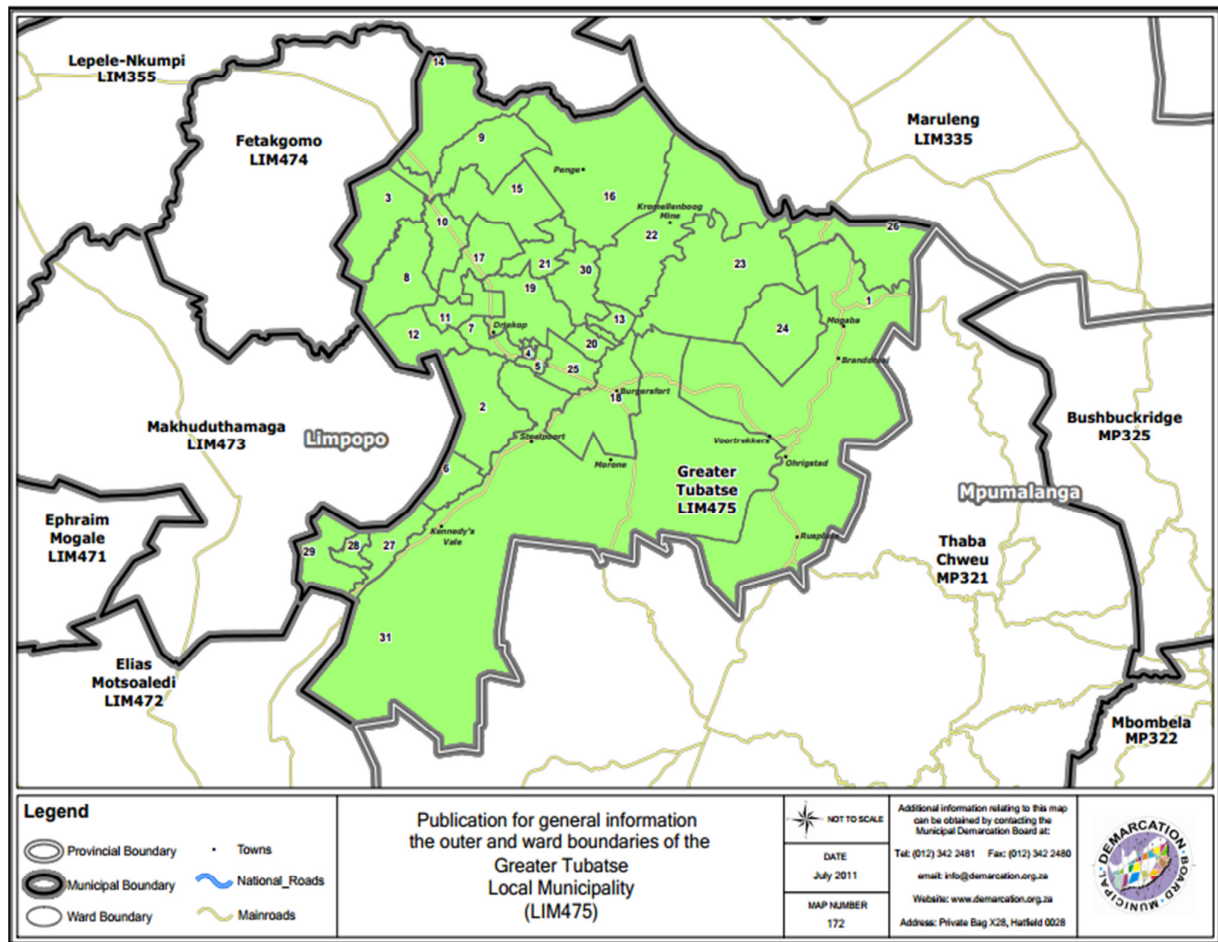 Lepele-Nkumpi
LIM355
Fetakgomo
LIM474
Maruleng
LIM335
14
9
Penge
15
16
3
Kromellenboog
Mine
10
22
26
17
23
21
8
30
19
1
13
11
24
7
Driekop
Mogaba
12
20
4
5
25
Burgersfort
18
2
Makhuduthamaga
LIM473
Limpopo
Bushbuckridge
MP325
Steelpoort
Voortrekkers
Morone
Ohrigstad
6
Greater
Tubatse
LIM475
Mpumalanga
Ephraim
Mogale
LIM471
Kennedy's
Vale
29
28
27
Thaba
Chweu
MP321
31
Elias
Motsoaledi
LIM472
Mbombela
MP322
Legend
Provincial Boundary
Municipal Boundary
Ward Boundary
Towns
National_Roads
Mainroads
Publication for general information
the outer and ward boundaries of the
Greater Tubatse
Local Municipality
(LIM475)
NOT TO SCALE
DATE
July 2011
MAP NUMBER
172
Additional information relating to this map
can be obtained by contacting the
Municipal Demarcation Board at:
Tel: (012) 342 2481 Fax: (012) 342 2480
email: info@demarcation.org.za
Website: www.demarcation.org.za
Address: Private Bag X28, Hatfield 0028
MUNICIPAL DEMARCATION BOARD